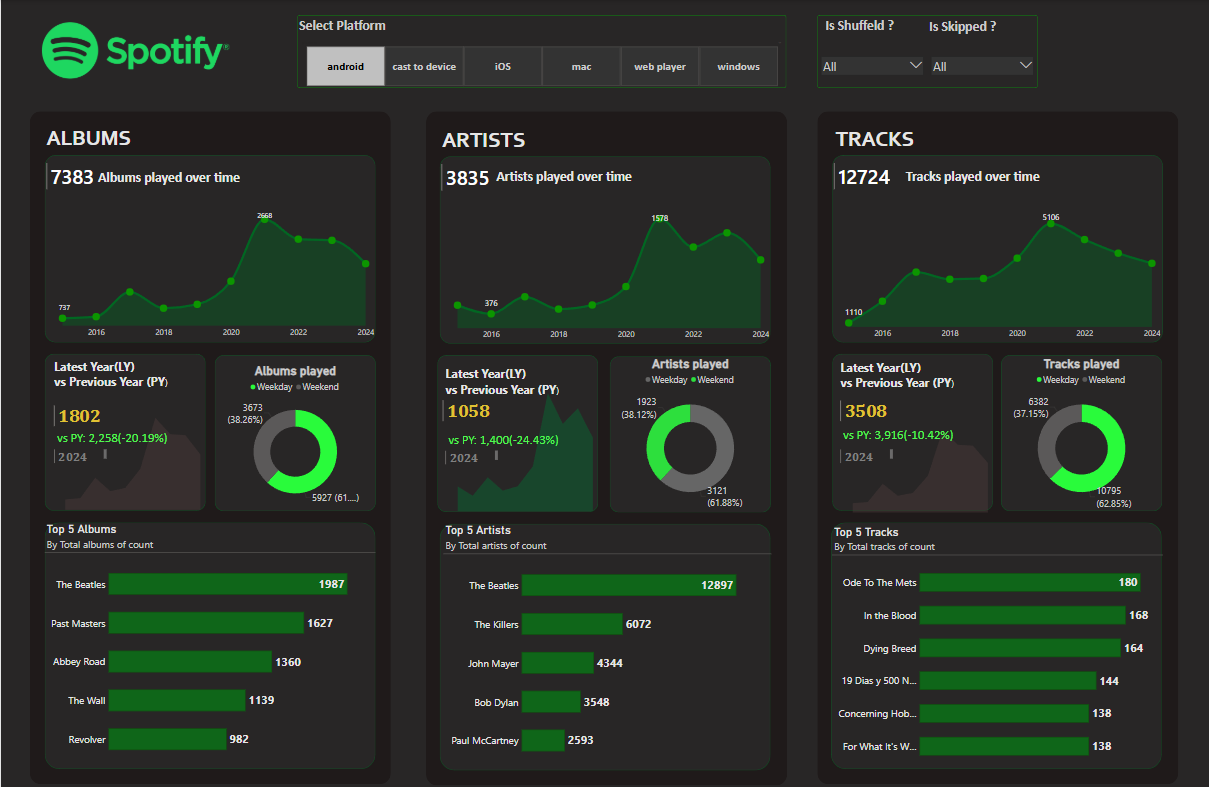 Spotify®
Select Platform
android
cast to device
iOS
mac
web player
windows
Is Shuffeld ?
Is Skipped ?
All
All
ALBUMS
7383 Albums played over time
2668
737
2016
2018
2020
2022
2024
Latest Year(LY)
vs Previous Year (PY)
1802
vs PY: 2,258(-20.19%)
2024
Albums played
Weekday
Weekend
3673
(38.26%)
5927 (61....)
Top 5 Albums
By Total albums of count
The Beatles 1987
Past Masters 1627
Abbey Road 1360
The Wall 1139
Revolver 982
ARTISTS
3835 Artists played over time
1578
376
2016
2018
2020
2022
2024
Latest Year(LY)
vs Previous Year (PY)
1058
vs PY: 1,400(-24.43%)
2024
Artists played
Weekday
Weekend
1923
(38.12%)
3121
(61.88%)
Top 5 Artists
By Total artists of count
The Beatles 12897
The Killers 6072
John Mayer 4344
Bob Dylan 3548
Paul McCartney 2593
TRACKS
12724 Tracks played over time
5106
1110
2016
2018
2020
2022
2024
Latest Year(LY)
vs Previous Year (PY)
3508
vs PY: 3,916(-10.42%)
2024
Tracks played
Weekday
Weekend
6382
(37.15%)
10795
(62.85%)
Top 5 Tracks
By Total tracks of count
Ode To The Mets 180
In the Blood 168
Dying Breed 164
19 Dias y 500 N... 144
Concerning Hob... 138
For What It's W... 138